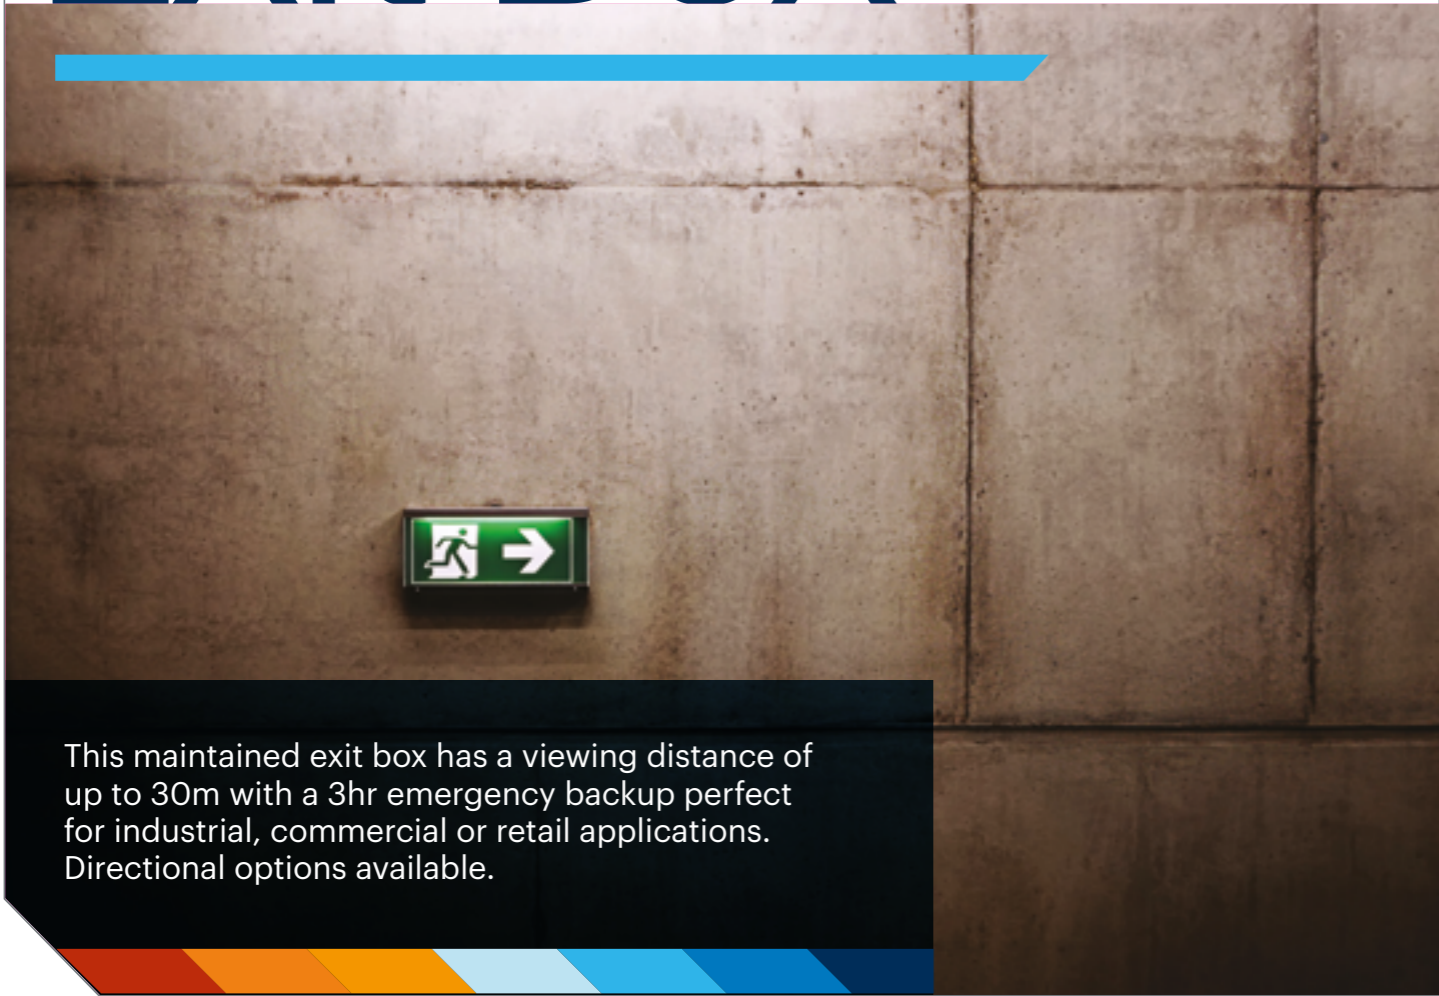 This maintained exit box has a viewing distance of
up to 30m with a 3hr emergency backup perfect
for industrial, commercial or retail applications.
Directional options available.